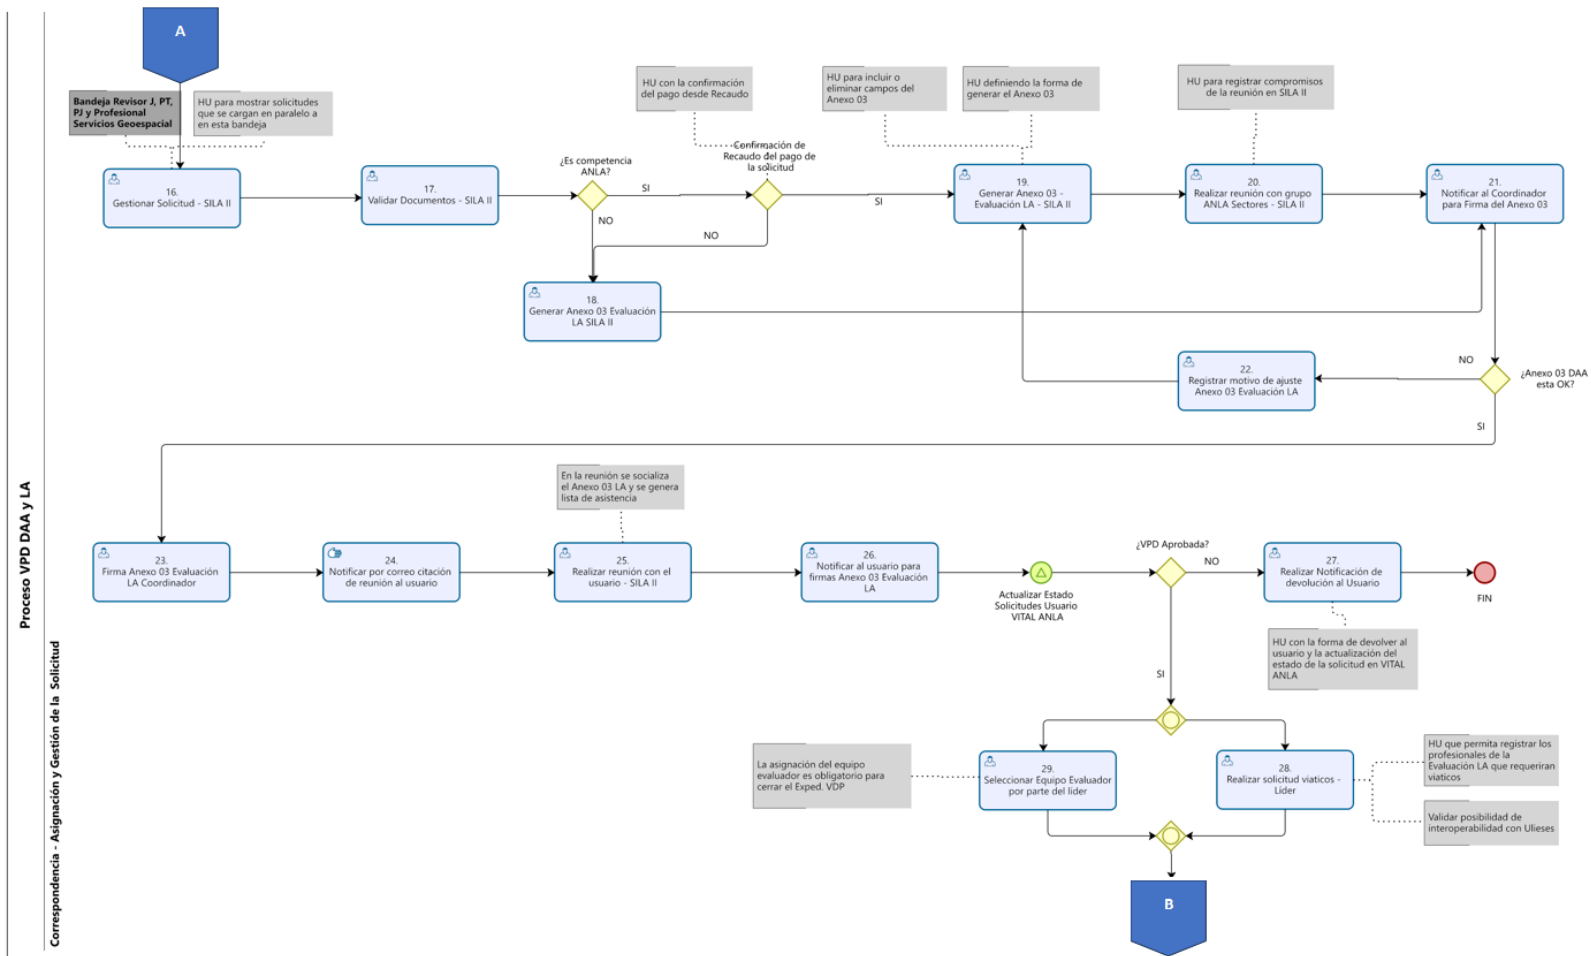 A
Bandeja Revisor J, PT,
PJ y Profesional
Servicios Geoespacial
HU para mostrar solicitudes
que se cargan en paralelo a
en esta bandeja
HU con la confirmación
del pago desde Recaudo
HU para incluir o
eliminar campos del
Anexo 03
HU definiendo la forma de
generar el Anexo 03
HU para registrar compromisos
de la reunión en SILA II
16.
Gestionar Solicitud - SILA II
17.
Validar Documentos - SILA II
¿Es competencia
ANLA?
SI
NO
Confirmación de
Recaudo del pago de
la solicitud
SI
NO
18.
Generar Anexo 03 Evaluación
LA SILA II
19.
Generar Anexo 03 -
Evaluación LA - SILA II
20.
Realizar reunión con grupo
ANLA Sectores - SILA II
21.
Notificar al Coordinador
para Firma del Anexo 03
22.
Registrar motivo de ajuste
Anexo 03 Evaluación LA
NO
¿Anexo 03 DAA
esta OK?
SI
Proceso VPD DAA y LA
Correspondencia - Asignación y Gestión de la Solicitud
En la reunión se socializa
el Anexo 03 LA y se genera
lista de asistencia
23.
Firma Anexo 03 Evaluación
LA Coordinador
24.
Notificar por correo citación
de reunión al usuario
25.
Realizar reunión con el
usuario - SILA II
26.
Notificar al usuario para
firmas Anexo 03 Evaluación
LA
Actualizar Estado
Solicitudes Usuario
VITAL ANLA
¿VPD Aprobada?
NO
SI
27.
Realizar Notificación de
devolución al Usuario
FIN
HU con la forma de devolver al
usuario y la actualización del
estado de la solicitud en VITAL
ANLA
La asignación del equipo
evaluador es obligatorio para
cerrar el Exped. VDP
29.
Seleccionar Equipo Evaluador
por parte del líder
28.
Realizar solicitud viaticos -
Líder
HU que permita registrar los
profesionales de la
Evaluación LA que requeriran
viaticos
Validar posibilidad de
interoperabilidad con Ulieses
B